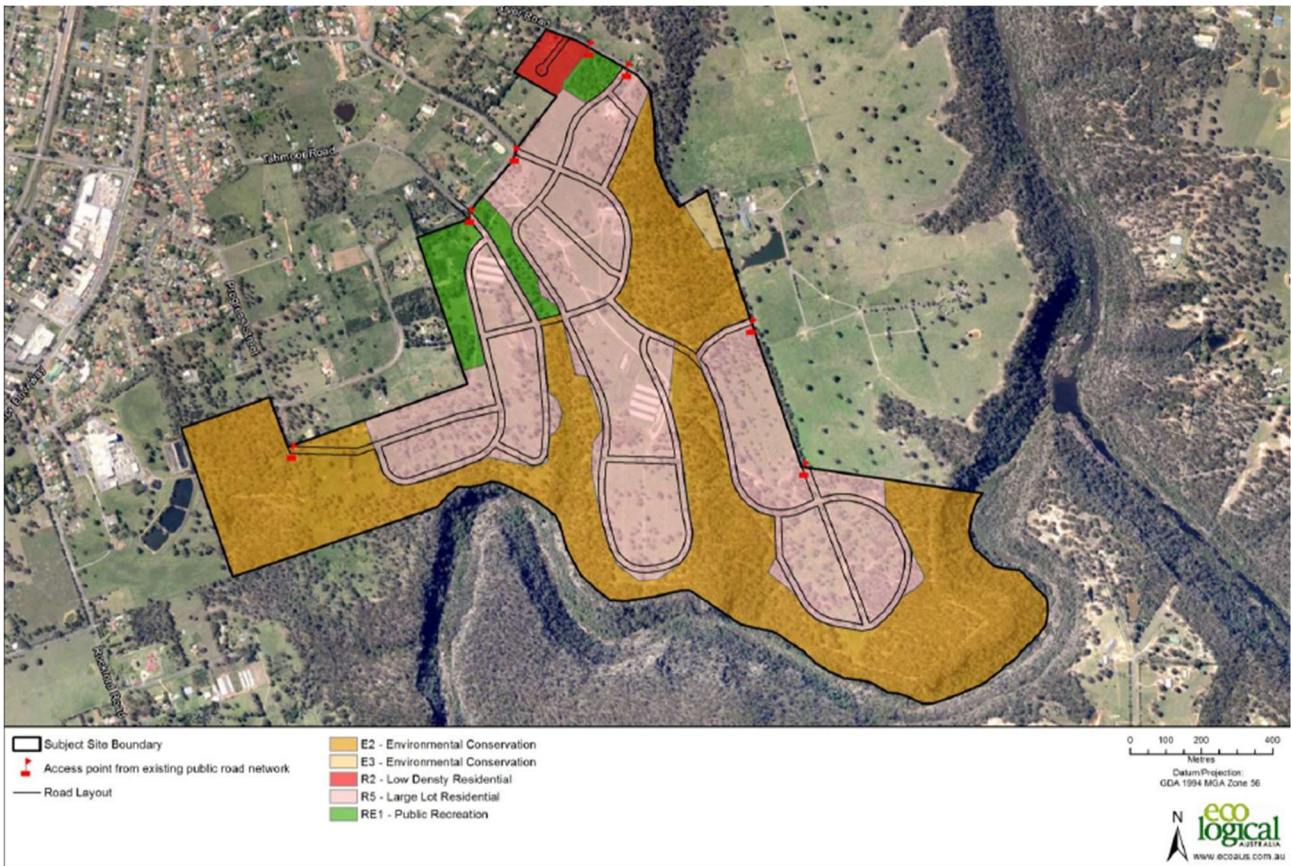 Tahmoor Road
Subject Site Boundary
Access point from existing public road network
Road Layout
E2 - Environmental Conservation
E3 - Environmental Conservation
R2 - Low Densty Residential
R5 - Large Lot Residential
RE1 - Public Recreation
0 100 200 400
Metres
Datum/Projection:
GDA 1994 MGA Zone 56
N
eco
logical
AUSTRALIA
www.ecoaus.com.au